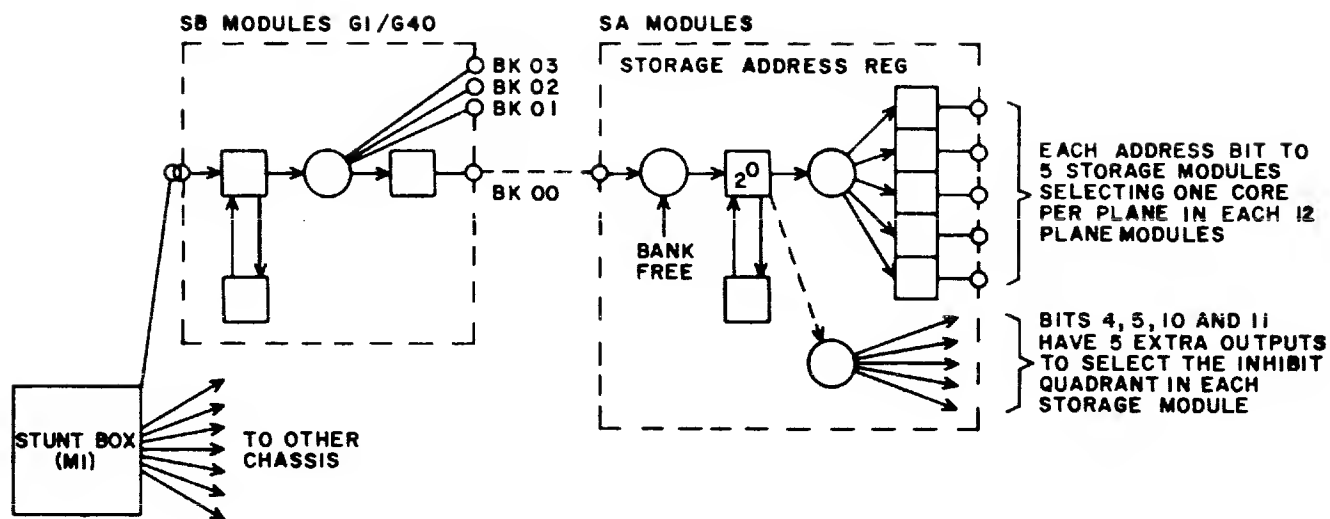 SB MODULES G1/G40
BK 03
BK 02
BK 01
BK 00
SA MODULES
STORAGE ADDRESS REG
BANK
FREE
2⁰
EACH ADDRESS BIT TO
5 STORAGE MODULES
SELECTING ONE CORE
PER PLANE IN EACH 12
PLANE MODULES
BITS 4, 5, 10 AND 11
HAVE 5 EXTRA OUTPUTS
TO SELECT THE INHIBIT
QUADRANT IN EACH
STORAGE MODULE
STUNT BOX
(M1)
TO OTHER
CHASSIS